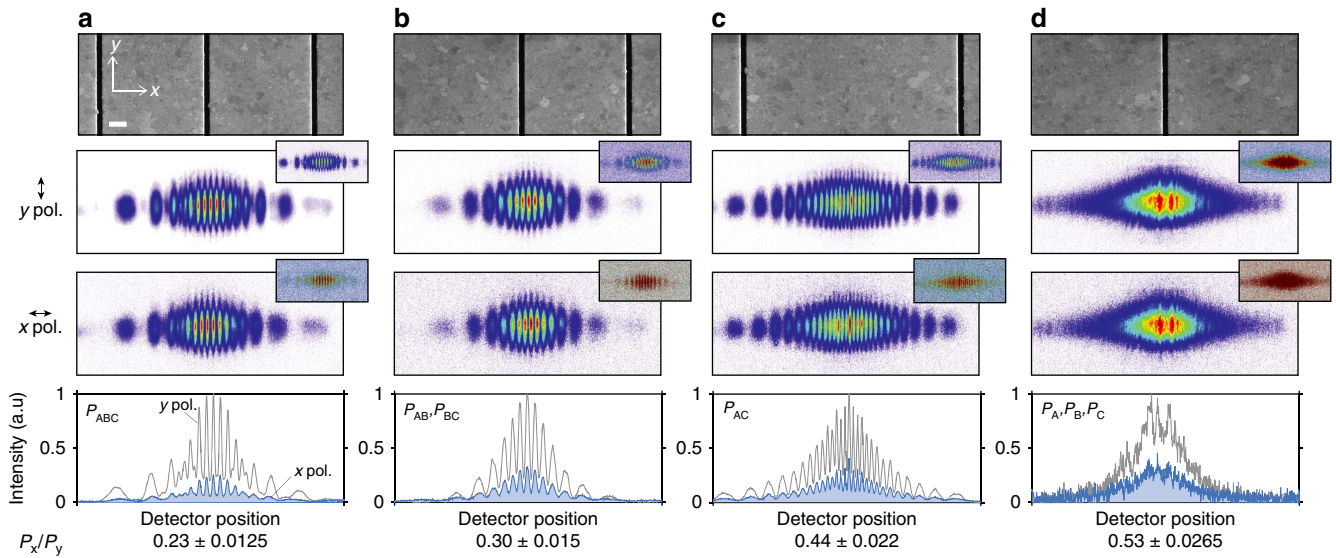 a
b
c
d
y
x
y pol.
x pol.
Intensity (a.u)
1
0.5
0
P_ABC
y pol.
x pol.
Detector position
1
0.5
0
P_AB, P_BC
Detector position
1
0.5
0
P_AC
Detector position
1
0.5
0
P_A, P_B, P_C
Detector position
P_x/P_y
0.23 ± 0.0125
0.30 ± 0.015
0.44 ± 0.022
0.53 ± 0.0265